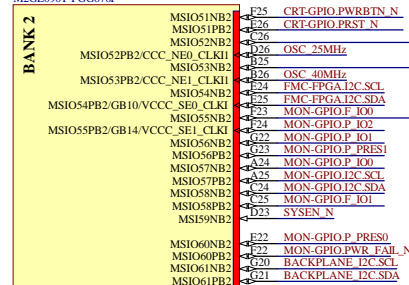 BANK 2
MSIO51NB2 F25 CRT-GPIO.PWRBTN_N
MSIO51PB2 E26 CRT-GPIO.PRST_N
MSIO52NB2 C26
MSIO52PB2/CCC_NE0_CLKI1 D26 OSC_25MHz
MSIO53NB2 B25
MSIO53PB2/CCC_NE1_CLKI1 B26 OSC_40MHz
MSIO54NB2 E24 FMC-FPGA.I2C.SCL
MSIO54PB2/GB10/VCCC_SE0_CLKI E25 FMC-FPGA.I2C.SDA
MSIO55NB2 F23 MON-GPIO.F_IO0
MSIO55PB2/GB14/VCCC_SE1_CLKI F24 MON-GPIO.P_IO2
MSIO56NB2 G22 MON-GPIO.P_IO1
MSIO56PB2 G23 MON-GPIO.P_PRES1
MSIO57NB2 A24 MON-GPIO.P_IO0
MSIO57PB2 A25 MON-GPIO.I2C.SCL
MSIO58NB2 C24 MON-GPIO.I2C.SDA
MSIO58PB2 C25 MON-GPIO.F_IO1
MSI59NB2 D23 SYSEN_N
MSIO60NB2 E22 MON-GPIO.P_PRES0
MSIO60PB2 F22 MON-GPIO.PWR_FAIL_N
MSIO61NB2 G20 BACKPLANE_I2C.SCL
MSIO61PB2 G21 BACKPLANE_I2C.SDA